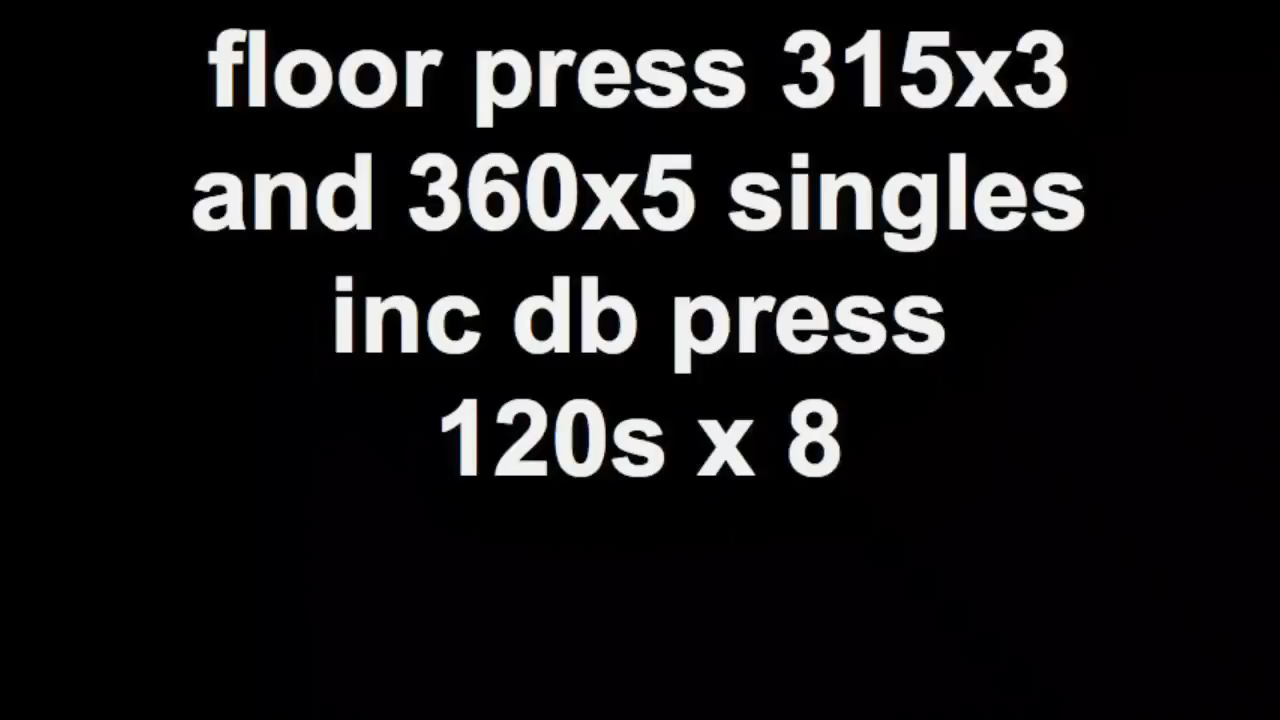 floor press 315x3
and 360x5 singles
inc db press
120s x 8